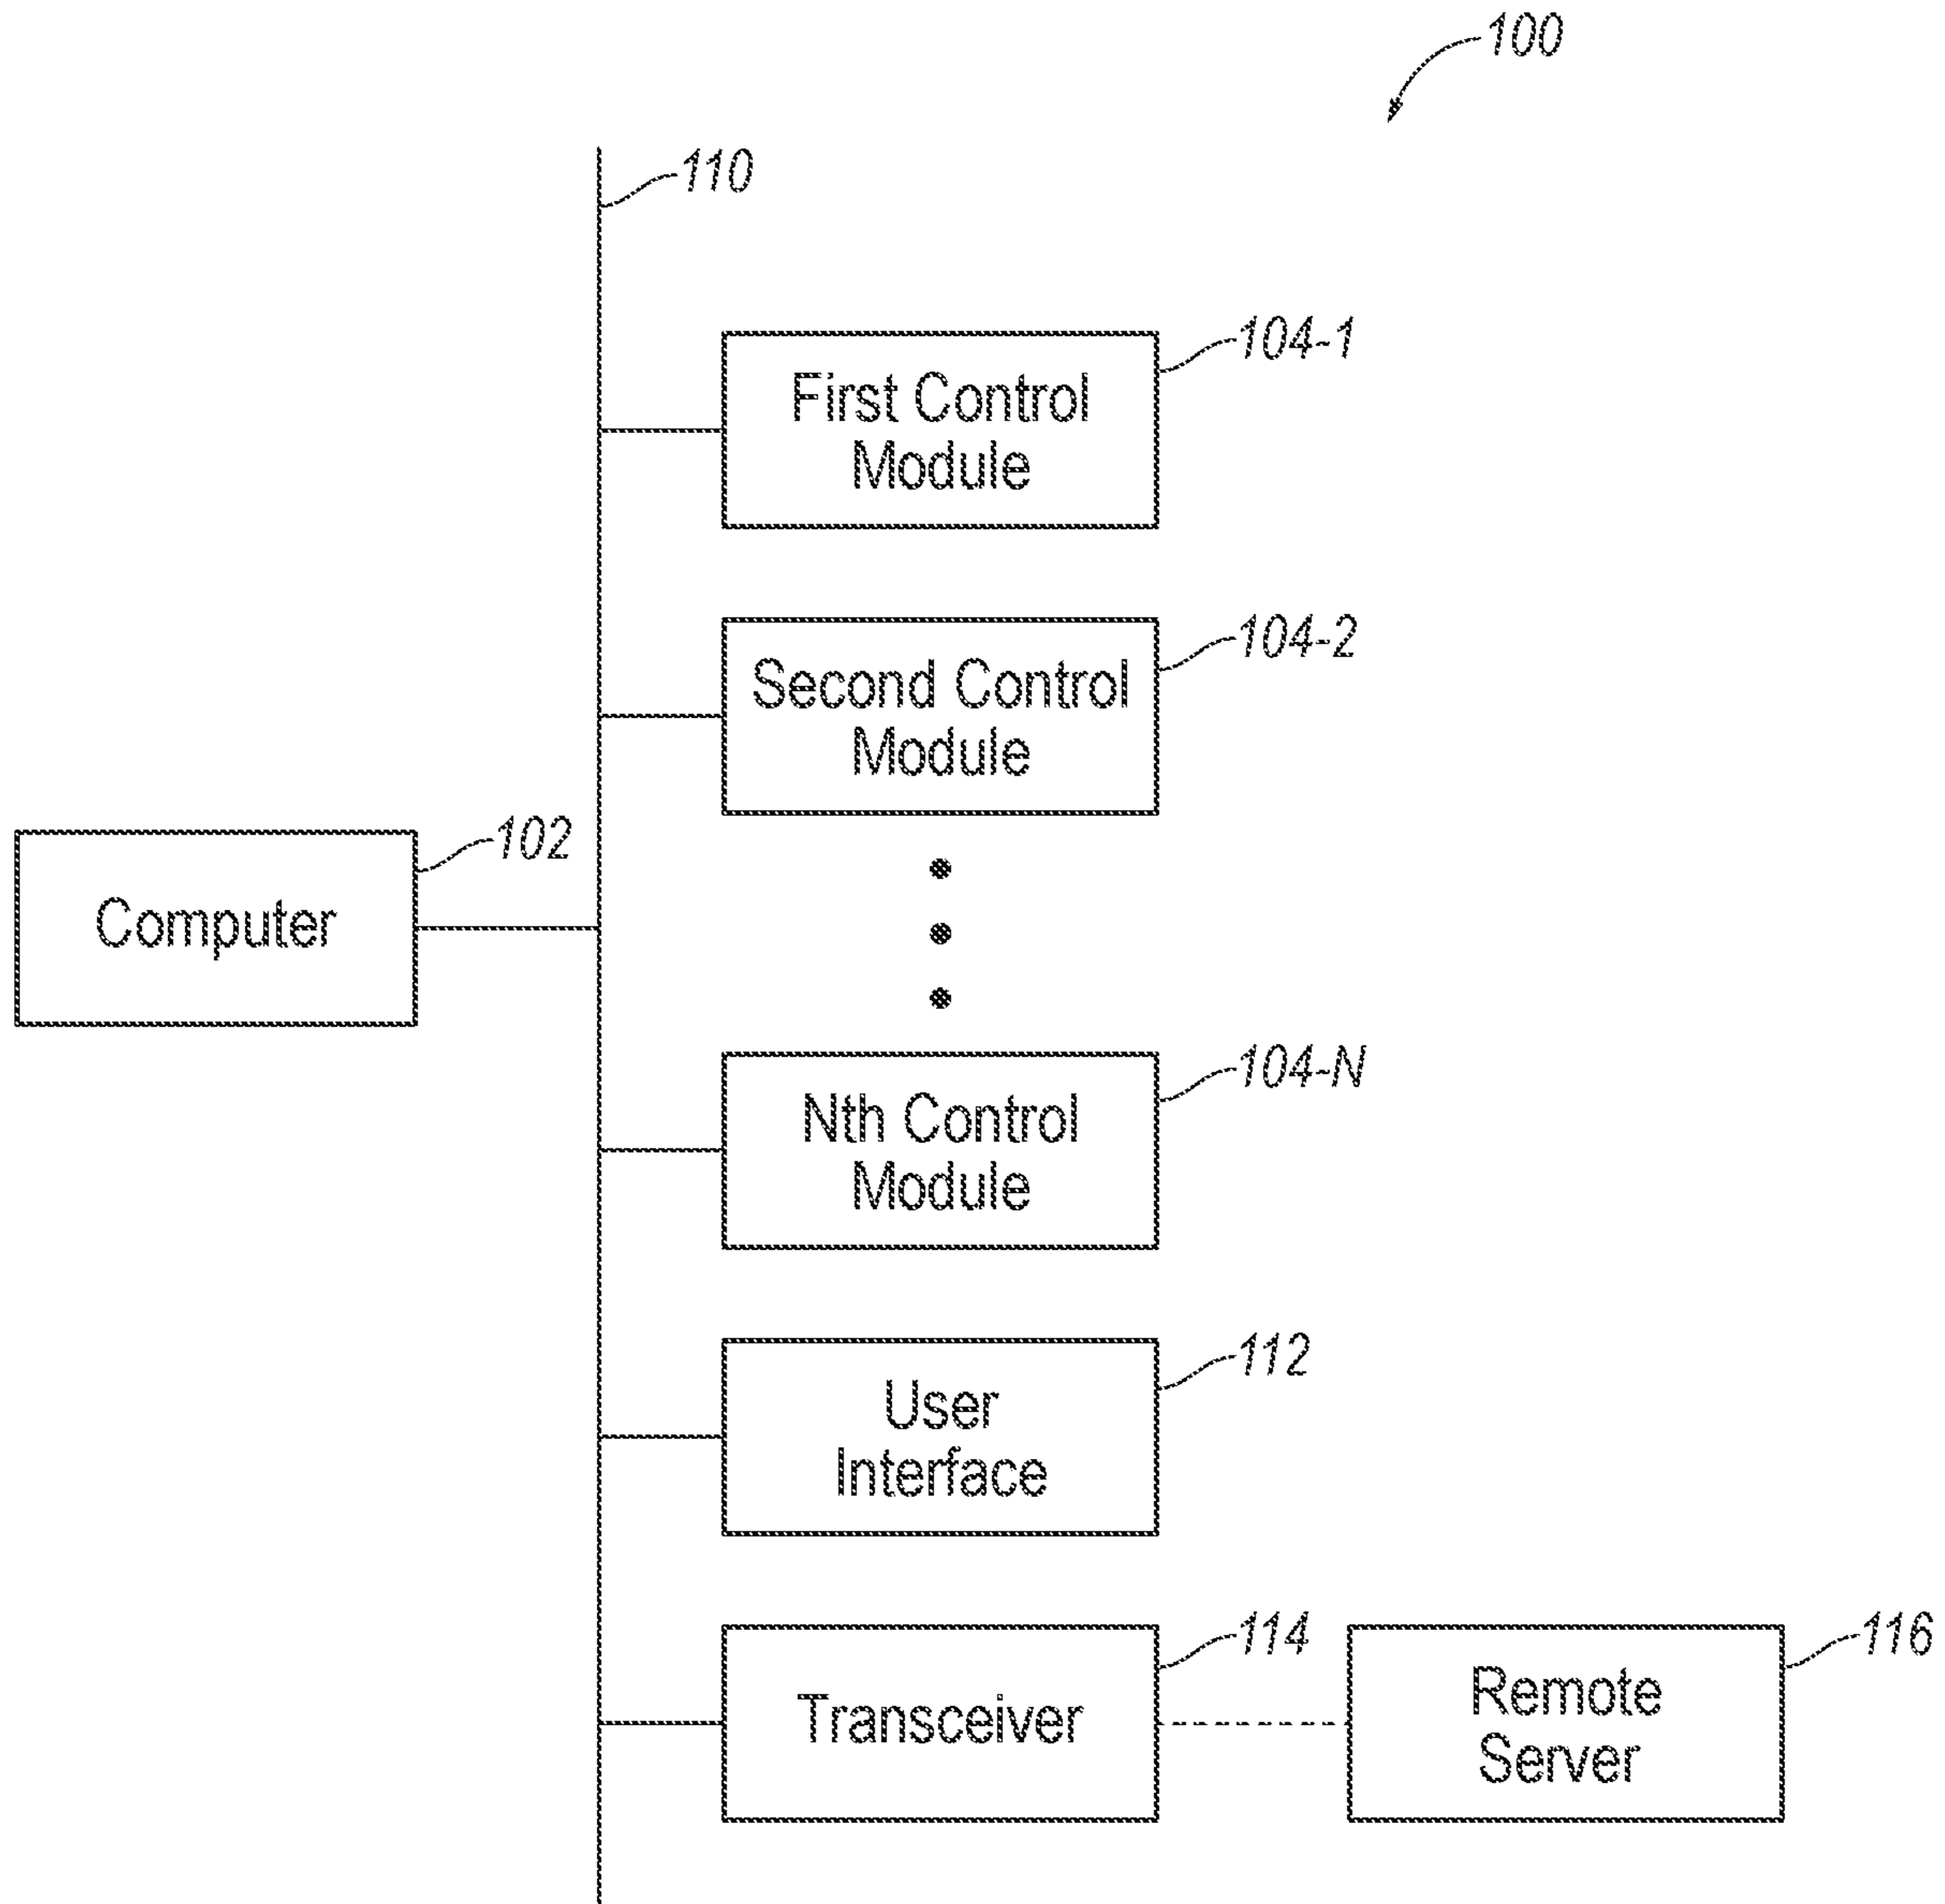 100
110
104-1
First Control
Module
104-2
Second Control
Module
102
Computer
104-N
Nth Control
Module
112
User
Interface
114
Transceiver
116
Remote
Server